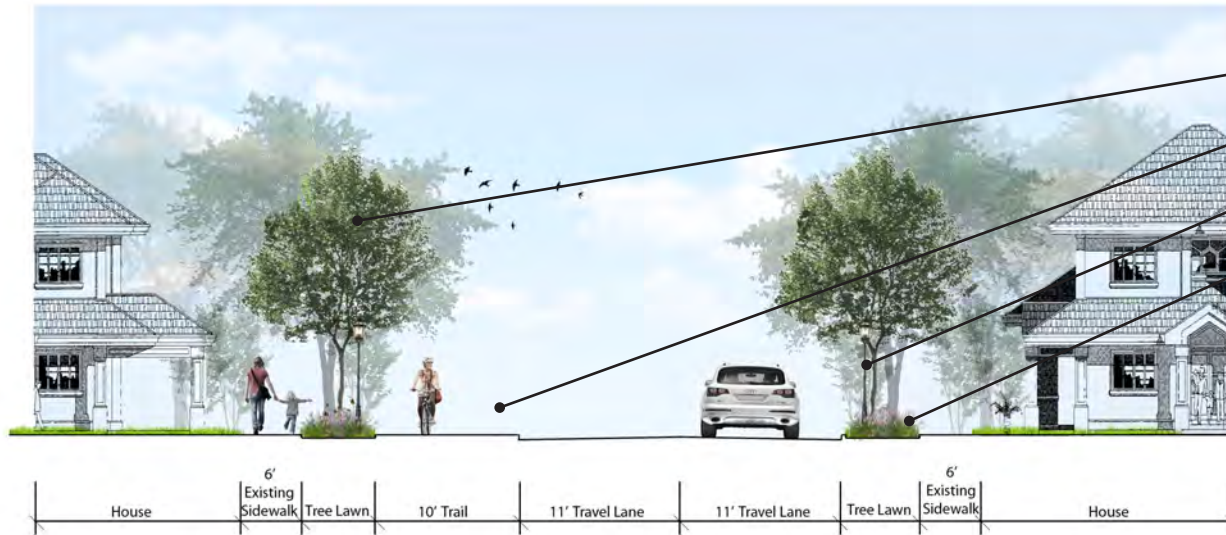 House
6'
Existing
Sidewalk
Tree Lawn
10' Trail
11' Travel Lane
11' Travel Lane
Tree Lawn
6'
Existing
Sidewalk
House